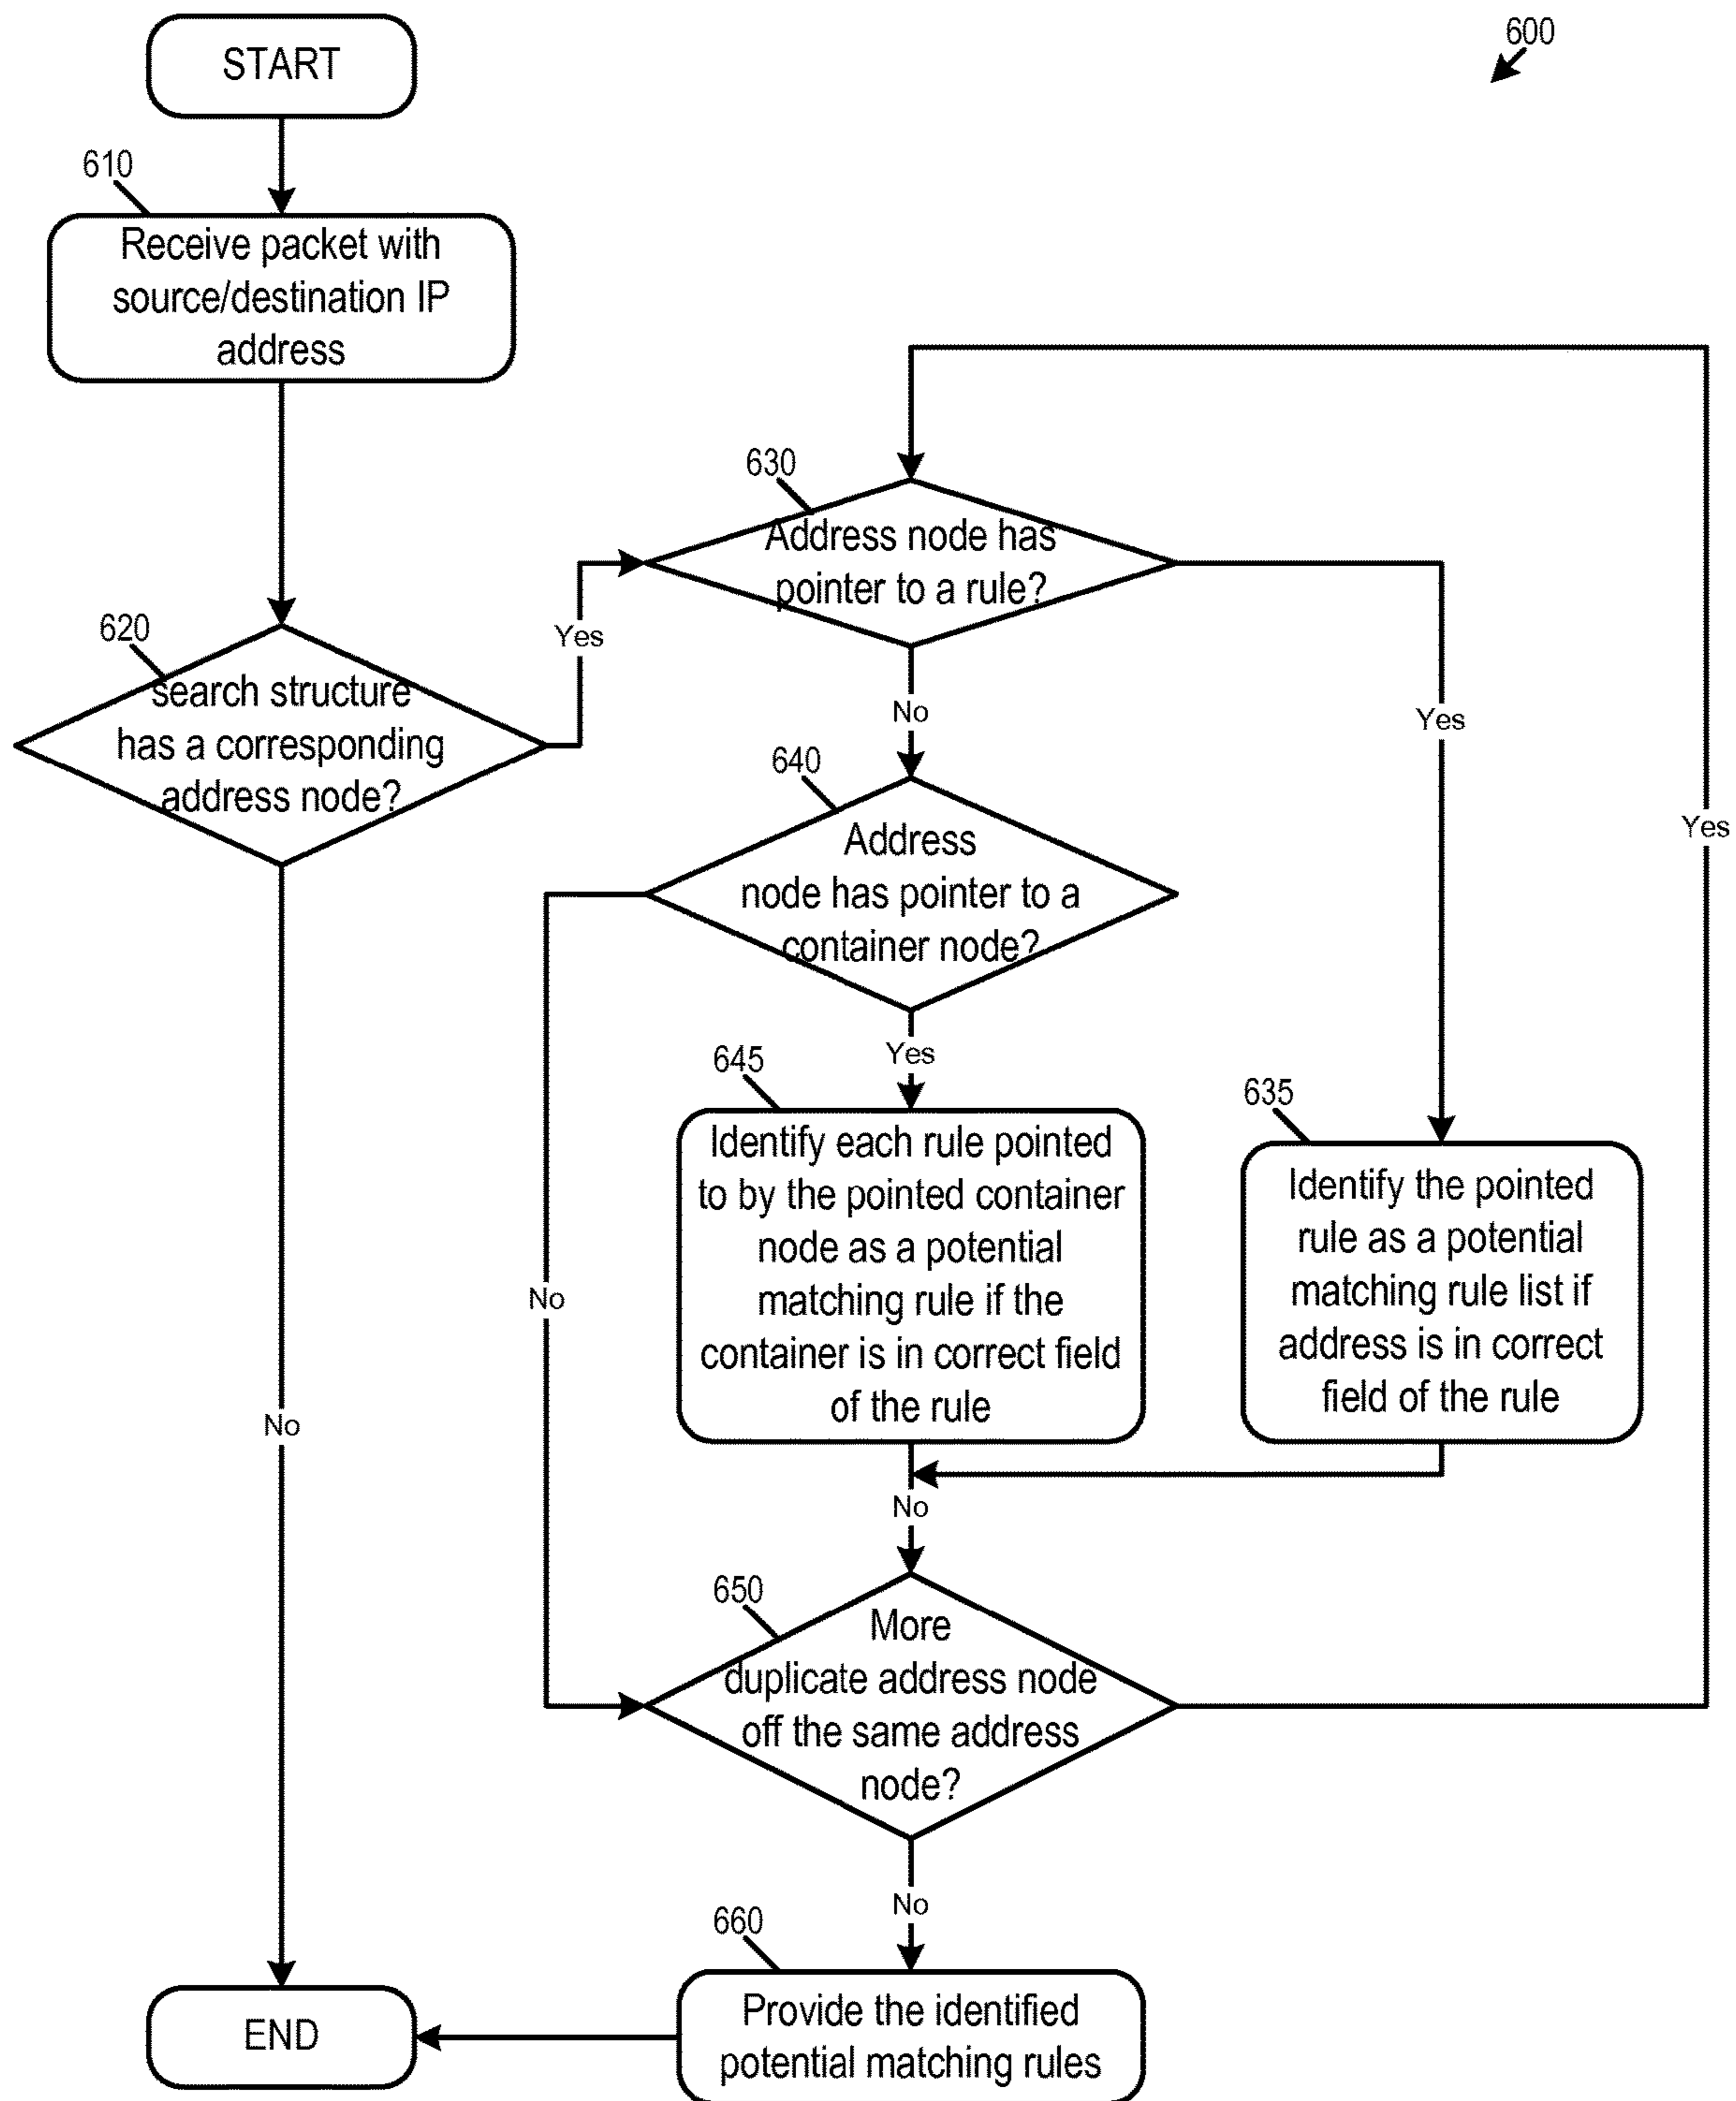 START
600
610
Receive packet with
source/destination IP
address
620
search structure
has a corresponding
address node?
Yes
No
630
Address node has
pointer to a rule?
No
Yes
640
Address
node has pointer to a
container node?
Yes
No
645
Identify each rule pointed
to by the pointed container
node as a potential
matching rule if the
container is in correct field
of the rule
635
Identify the pointed
rule as a potential
matching rule list if
address is in correct
field of the rule
No
650
More
duplicate address node
off the same address
node?
Yes
No
660
Provide the identified
potential matching rules
END